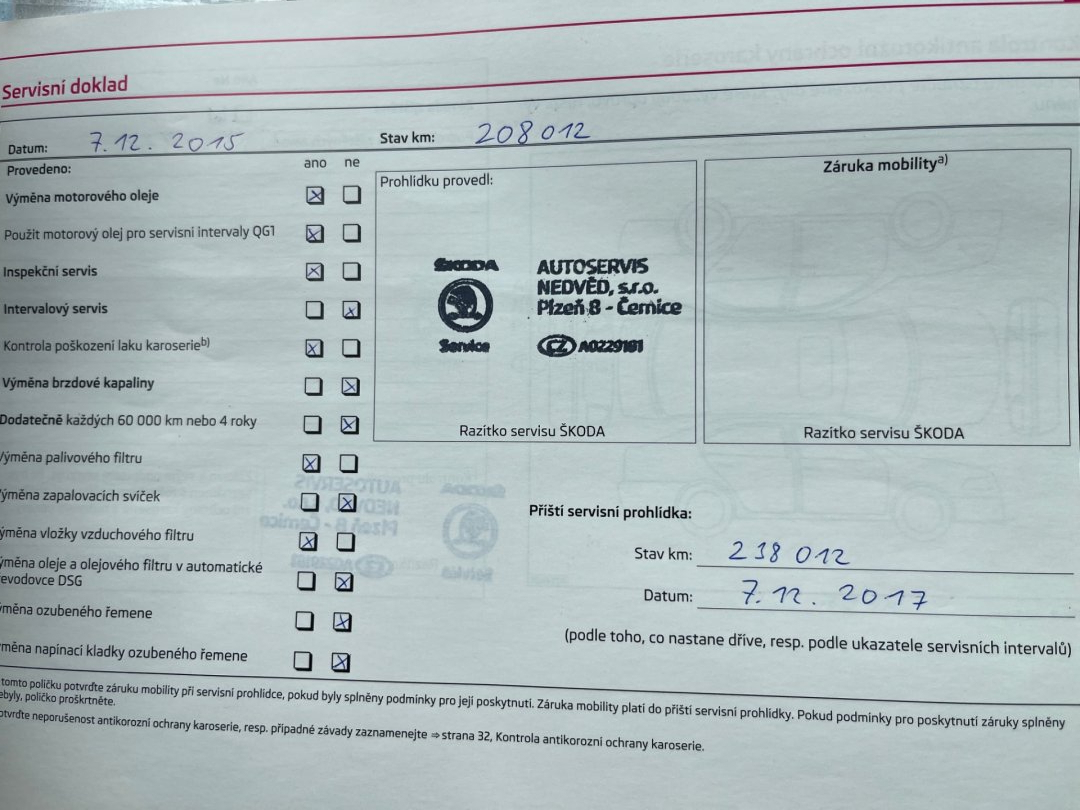 Servisní doklad
Datum: 7.12. 2015 Stav km: 208 012
Provedeno: ano ne
Výměna motorového oleje
Použit motorový olej pro servisní intervaly QG1
Inspekční servis
Intervalový servis
Kontrola poškození laku karoserieb)
Výměna brzdové kapaliny
Dodatečně každých 60 000 km nebo 4 roky
Výměna palivového filtru
ýměna zapalovacích svíček
ýměna vložky vzduchového filtru
ýměna oleje a olejového filtru v automatické
evodovce DSG
měna ozubeného řemene
měna napínací kladky ozubeného řemene
Prohlídku provedl:
ŠKODA
Service
AUTOSERVIS
NEDVĚD, s.r.o.
Plzeň 8 - Černice
CZ A0229181
Razítko servisu ŠKODA
Záruka mobilitya)
Razítko servisu ŠKODA
Příští servisní prohlídka:
Stav km: 238 012
Datum: 7.12. 2017
(podle toho, co nastane dříve, resp. podle ukazatele servisních intervalů)
tomto políčku potvrďte záruku mobility při servisní prohlídce, pokud byly splněny podmínky pro její poskytnutí. Záruka mobility platí do příští servisní prohlídky. Pokud podmínky pro poskytnutí záruky splněny
ebyly, políčko proškrtněte.
otvrďte neporušenost antikorozní ochrany karoserie, resp. případné závady zaznamenejte ⇒ strana 32, Kontrola antikorozní ochrany karoserie.